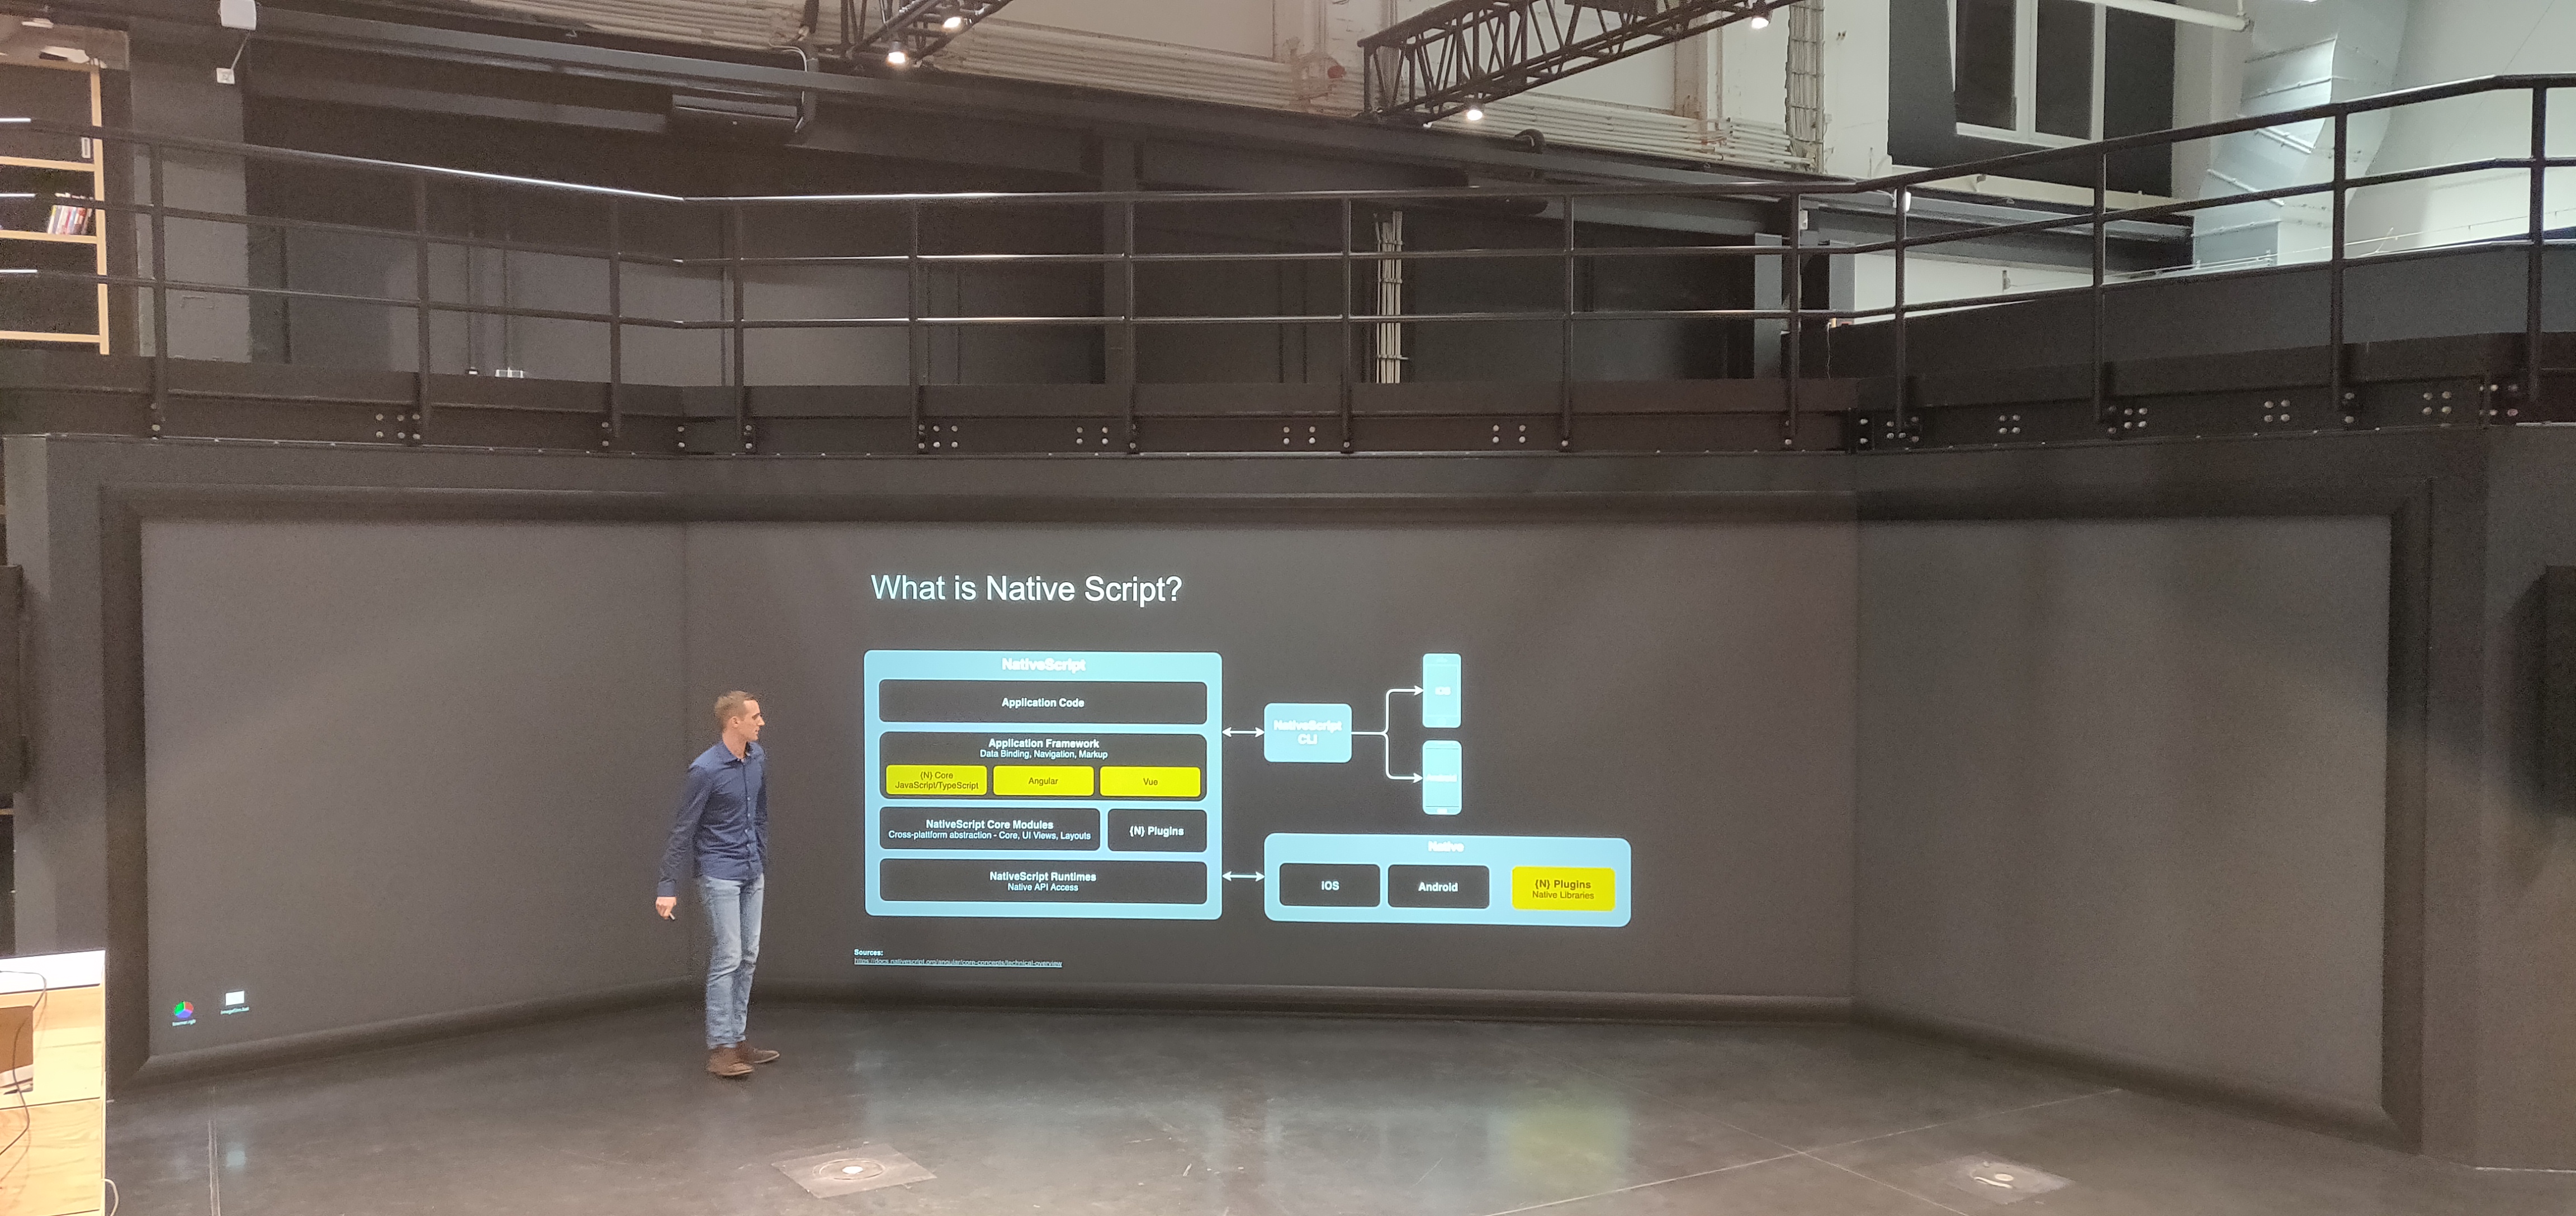 What is Native Script?
NativeScript
Application Code
Application Framework
Data Binding, Navigation, Markup
{N} Core
JavaScript/TypeScript
Angular
Vue
NativeScript Core Modules
Cross-plattform abstraction - Core, UI Views, Layouts
{N} Plugins
NativeScript Runtimes
Native API Access
NativeScript
CLI
IOS
Android
Native
IOS
Android
{N} Plugins
Native Libraries
Sources:
https://docs.nativescript.org/angular/core-concepts/technical-overview